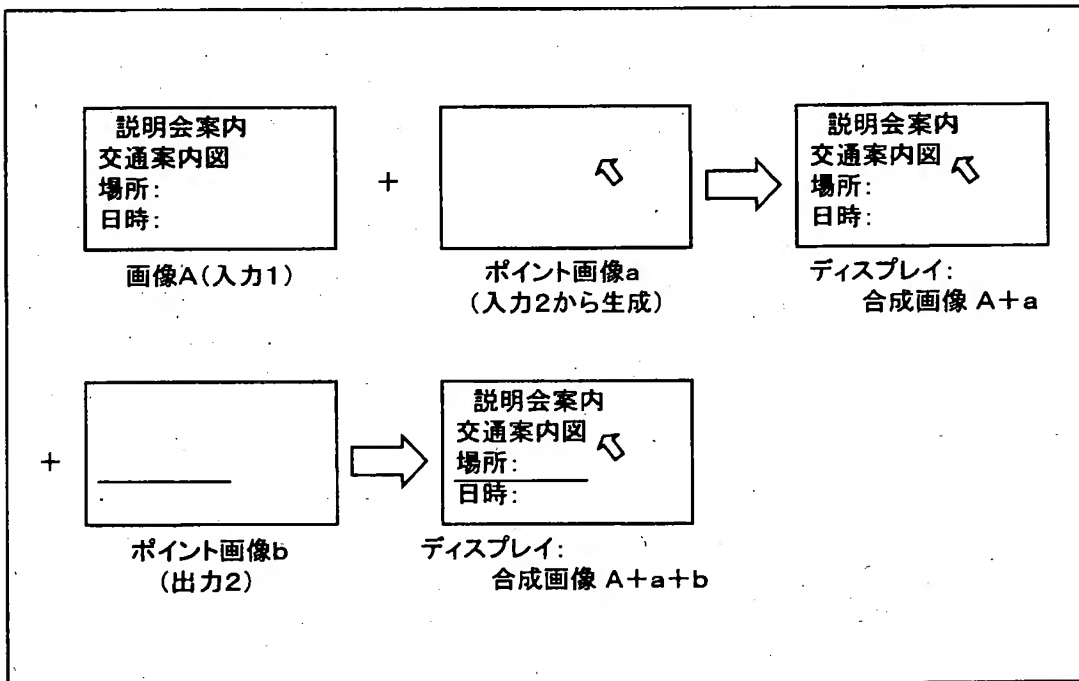 説明会案内
交通案内図
場所:
日時:
画像A(入力1)
+
ポイント画像a
(入力2から生成)
説明会案内
交通案内図
場所:
日時:
ディスプレイ:
合成画像 A+a
+
ポイント画像b
(出力2)
説明会案内
交通案内図
場所:
日時:
ディスプレイ:
合成画像 A+a+b